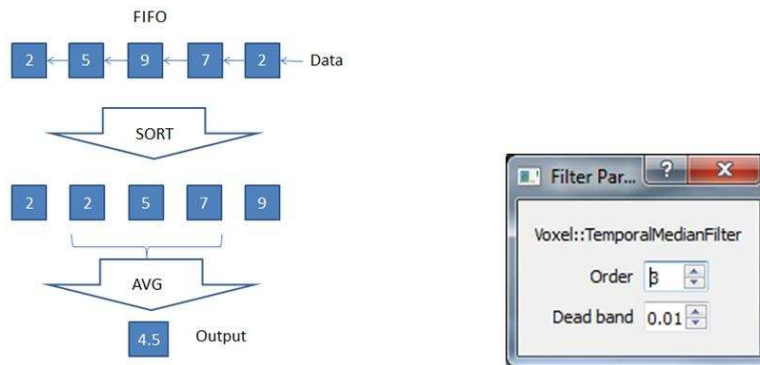 FIFO
2 5 9 7 2 Data
SORT
2 2 5 7 9
AVG
4.5 Output
Filter Par... ? X
Voxel::TemporalMedianFilter
Order 3
Dead band 0.01